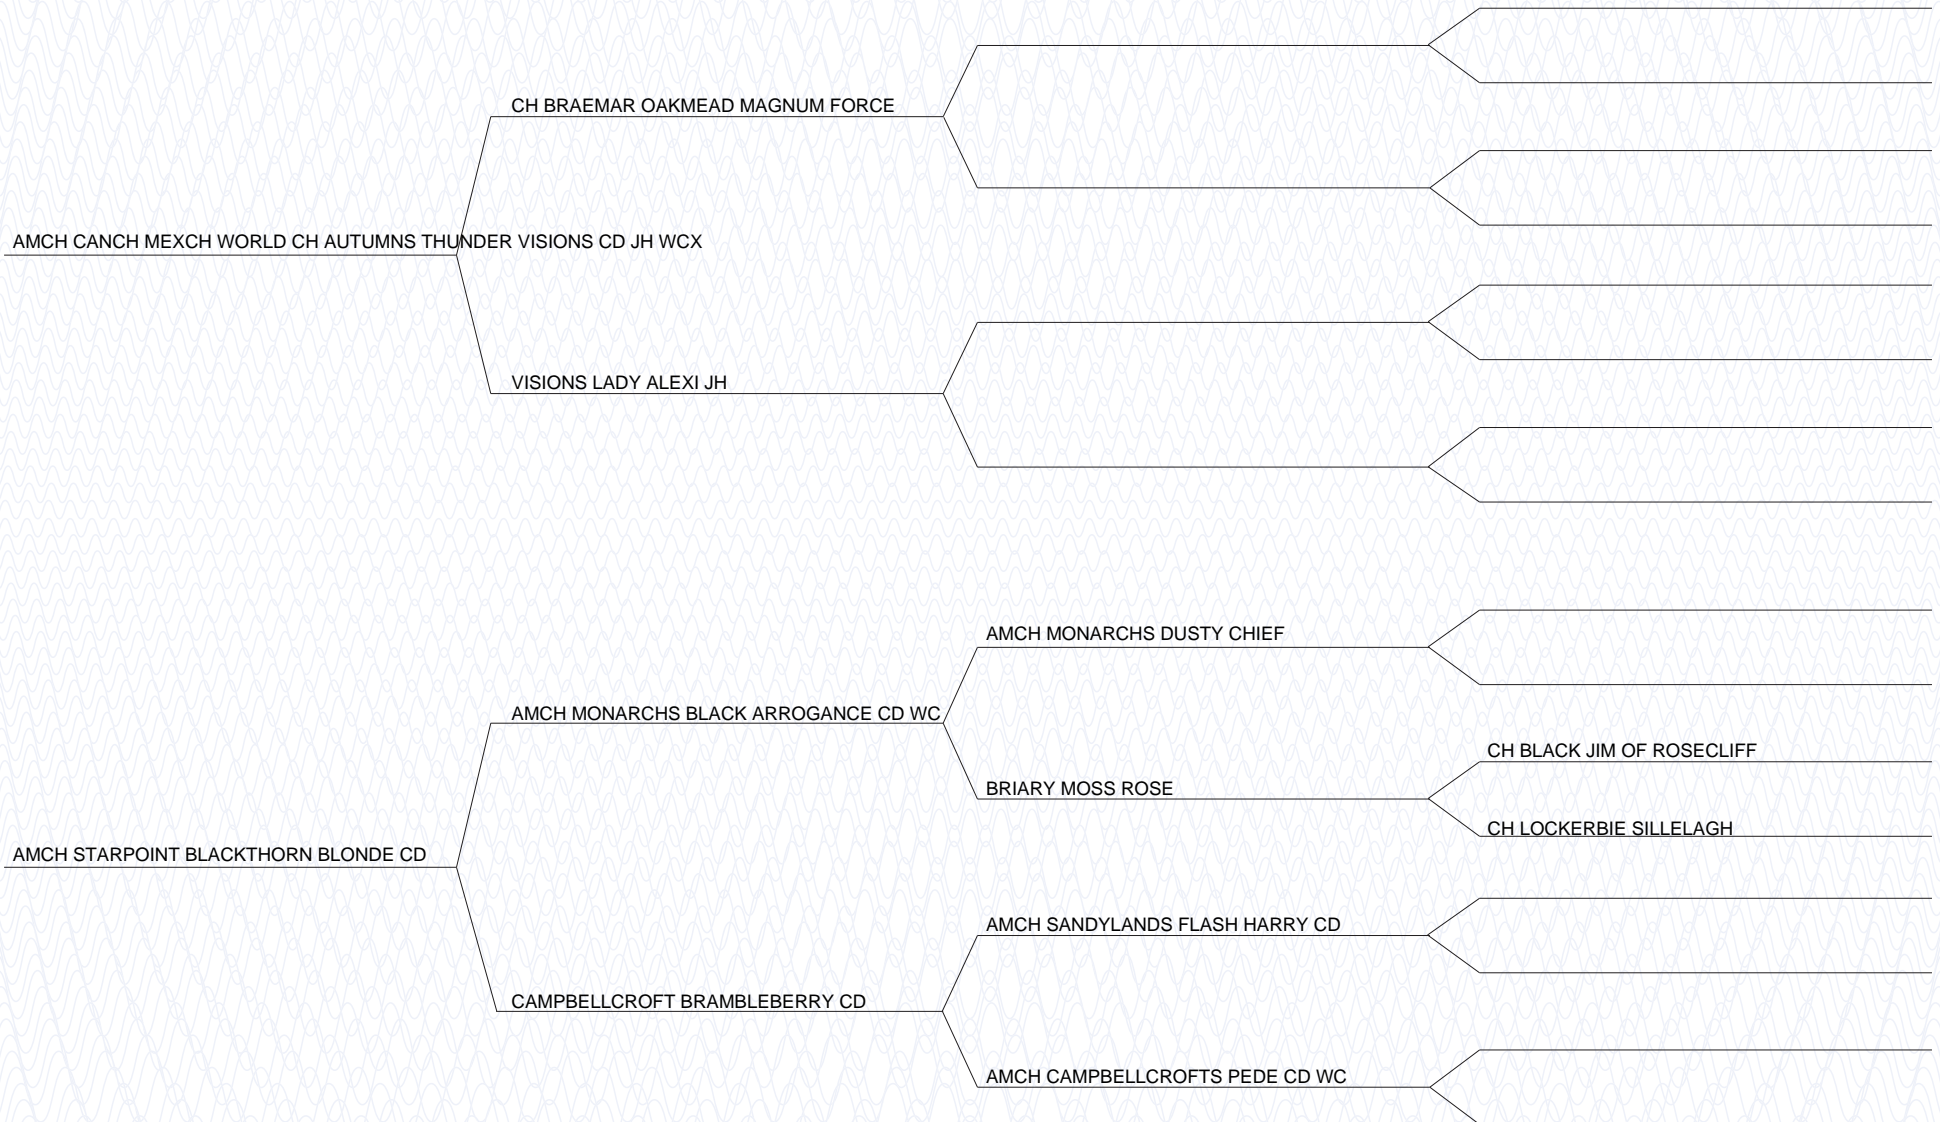 CH BRAEMAR OAKMEAD MAGNUM FORCE
AMCH CANCH MEXCH WORLD CH AUTUMNS THUNDER VISIONS CD JH WCX
VISIONS LADY ALEXI JH
AMCH MONARCHS DUSTY CHIEF
AMCH MONARCHS BLACK ARROGANCE CD WC
CH BLACK JIM OF ROSECLIFF
BRIARY MOSS ROSE
CH LOCKERBIE SILLELAGH
AMCH STARPOINT BLACKTHORN BLONDE CD
AMCH SANDYLANDS FLASH HARRY CD
CAMPBELLCROFT BRAMBLEBERRY CD
AMCH CAMPBELLCROFTS PEDE CD WC